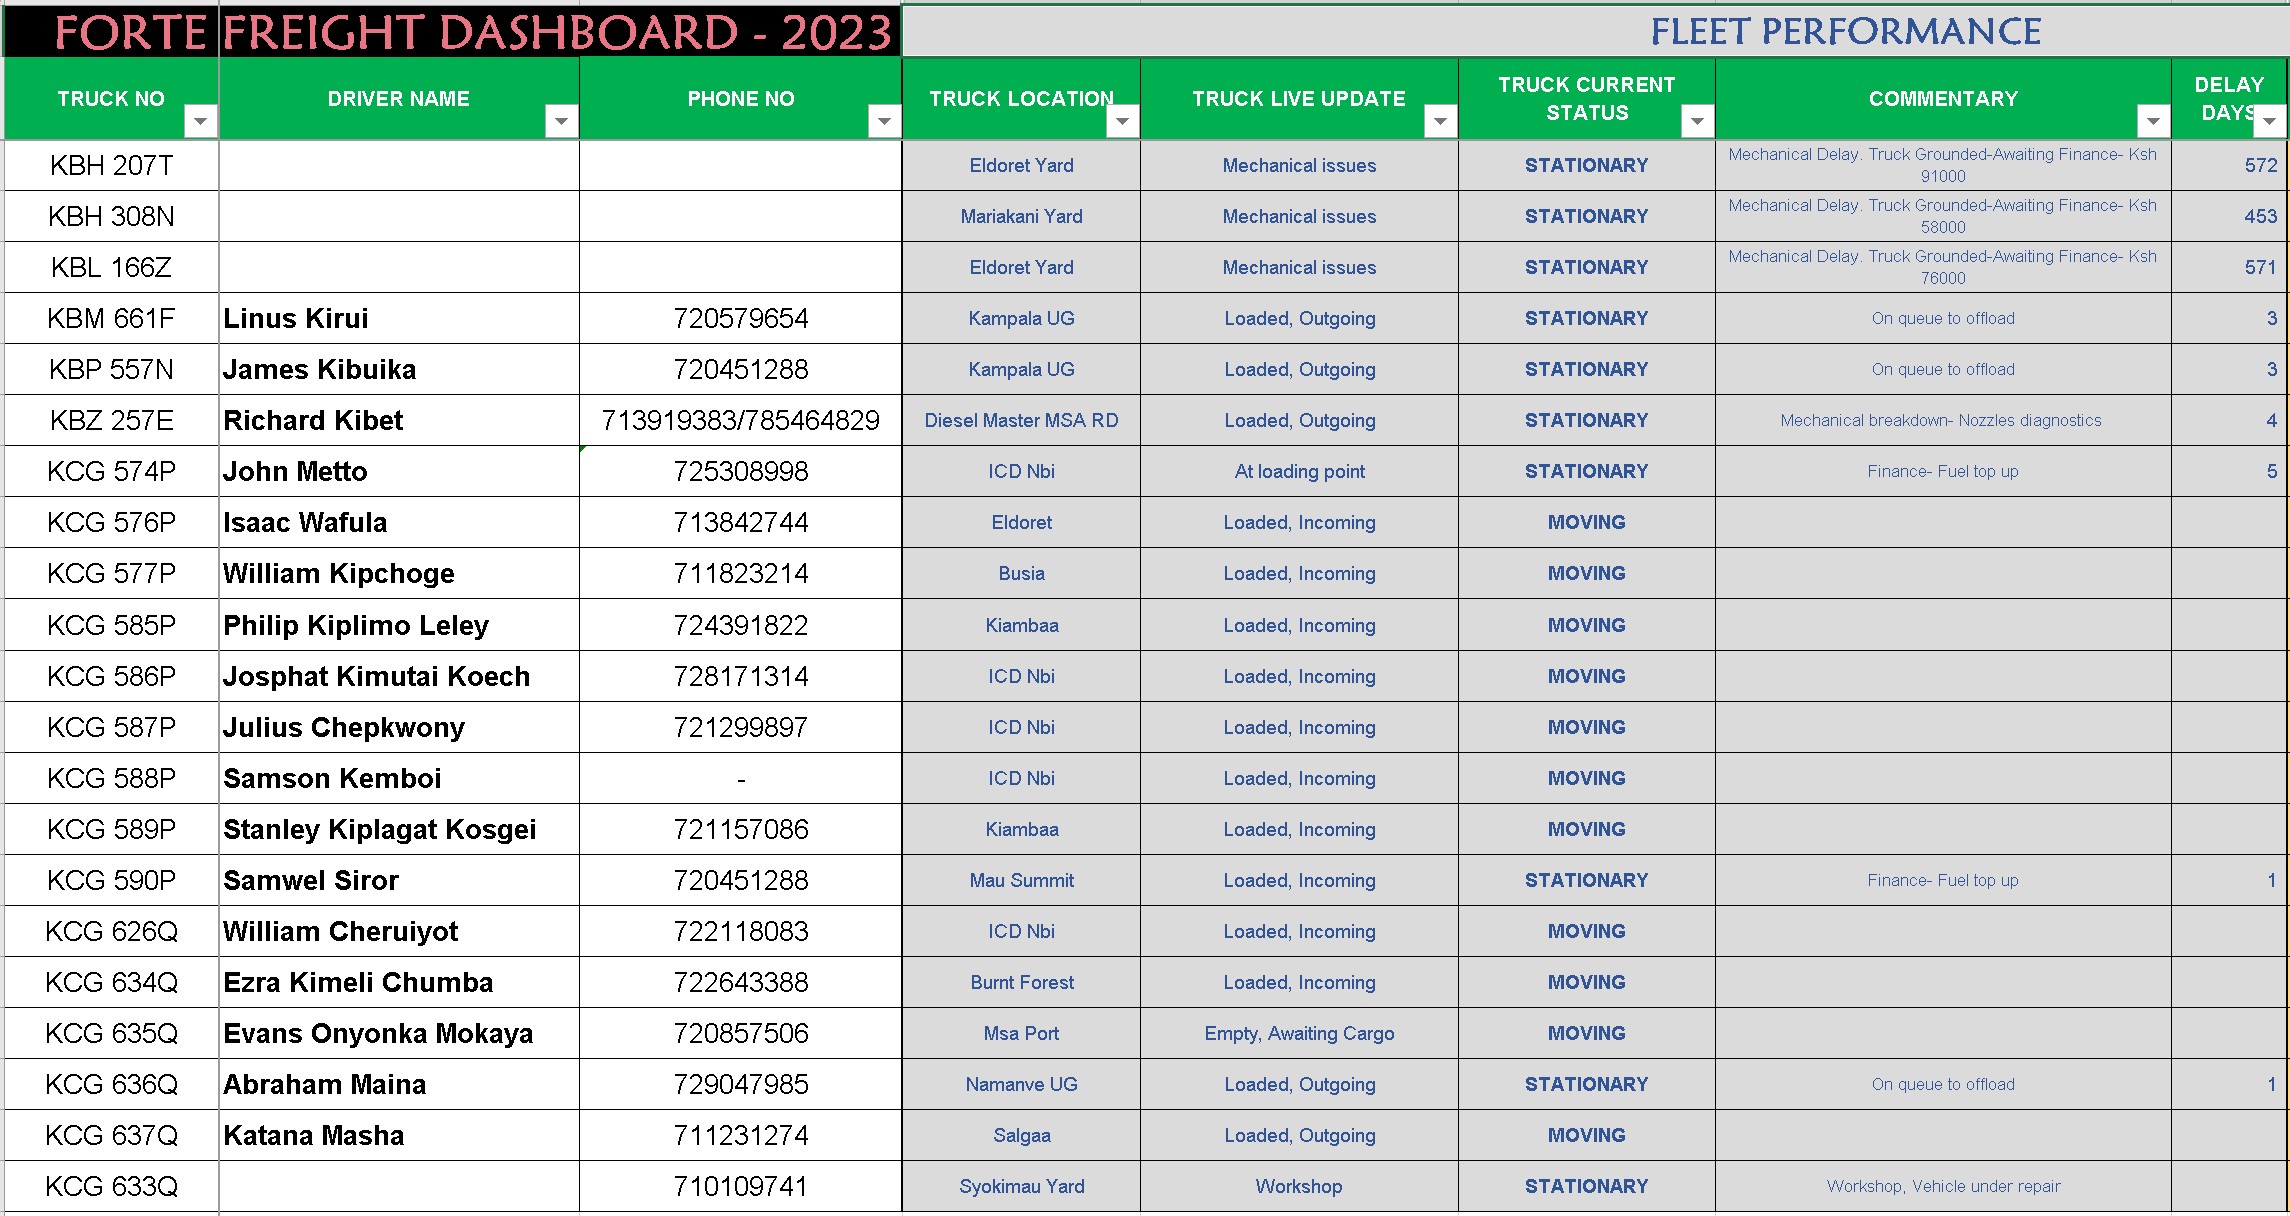 FORTE FREIGHT DASHBOARD - 2023 FLEET PERFORMANCE
TRUCK NO DRIVER NAME PHONE NO TRUCK LOCATION TRUCK LIVE UPDATE TRUCK CURRENT STATUS COMMENTARY DELAY DAYS
KBH 207T Eldoret Yard Mechanical issues STATIONARY Mechanical Delay. Truck Grounded-Awaiting Finance- Ksh 91000 572
KBH 308N Mariakani Yard Mechanical issues STATIONARY Mechanical Delay. Truck Grounded-Awaiting Finance- Ksh 58000 453
KBL 166Z Eldoret Yard Mechanical issues STATIONARY Mechanical Delay. Truck Grounded-Awaiting Finance- Ksh 76000 571
KBM 661F Linus Kirui 720579654 Kampala UG Loaded, Outgoing STATIONARY On queue to offload 3
KBP 557N James Kibuika 720451288 Kampala UG Loaded, Outgoing STATIONARY On queue to offload 3
KBZ 257E Richard Kibet 713919383/785464829 Diesel Master MSA RD Loaded, Outgoing STATIONARY Mechanical breakdown- Nozzles diagnostics 4
KCG 574P John Metto 725308998 ICD Nbi At loading point STATIONARY Finance- Fuel top up 5
KCG 576P Isaac Wafula 713842744 Eldoret Loaded, Incoming MOVING
KCG 577P William Kipchoge 711823214 Busia Loaded, Incoming MOVING
KCG 585P Philip Kiplimo Leley 724391822 Kiambaa Loaded, Incoming MOVING
KCG 586P Josphat Kimutai Koech 728171314 ICD Nbi Loaded, Incoming MOVING
KCG 587P Julius Chepkwony 721299897 ICD Nbi Loaded, Incoming MOVING
KCG 588P Samson Kemboi - ICD Nbi Loaded, Incoming MOVING
KCG 589P Stanley Kiplagat Kosgei 721157086 Kiambaa Loaded, Incoming MOVING
KCG 590P Samwel Siror 720451288 Mau Summit Loaded, Incoming STATIONARY Finance- Fuel top up 1
KCG 626Q William Cheruiyot 722118083 ICD Nbi Loaded, Incoming MOVING
KCG 634Q Ezra Kimeli Chumba 722643388 Burnt Forest Loaded, Incoming MOVING
KCG 635Q Evans Onyonka Mokaya 720857506 Msa Port Empty, Awaiting Cargo MOVING
KCG 636Q Abraham Maina 729047985 Namanve UG Loaded, Outgoing STATIONARY On queue to offload 1
KCG 637Q Katana Masha 711231274 Salgaa Loaded, Outgoing MOVING
KCG 633Q 710109741 Syokimau Yard Workshop STATIONARY Workshop, Vehicle under repair